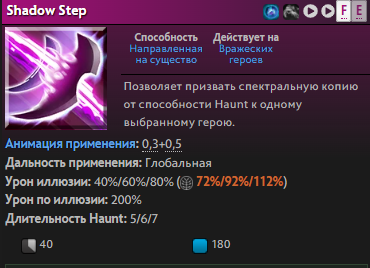 Shadow Step
F E
Способность Действует на
Направленная Вражеских
на существо героев
Позволяет призвать спектральную копию
от способности Haunt к одному
выбранному герою.
Анимация применения: 0,3+0,5
Дальность применения: Глобальная
Урон иллюзии: 40%/60%/80% (72%/92%/112%)
Урон по иллюзии: 200%
Длительность Haunt: 5/6/7
40 180